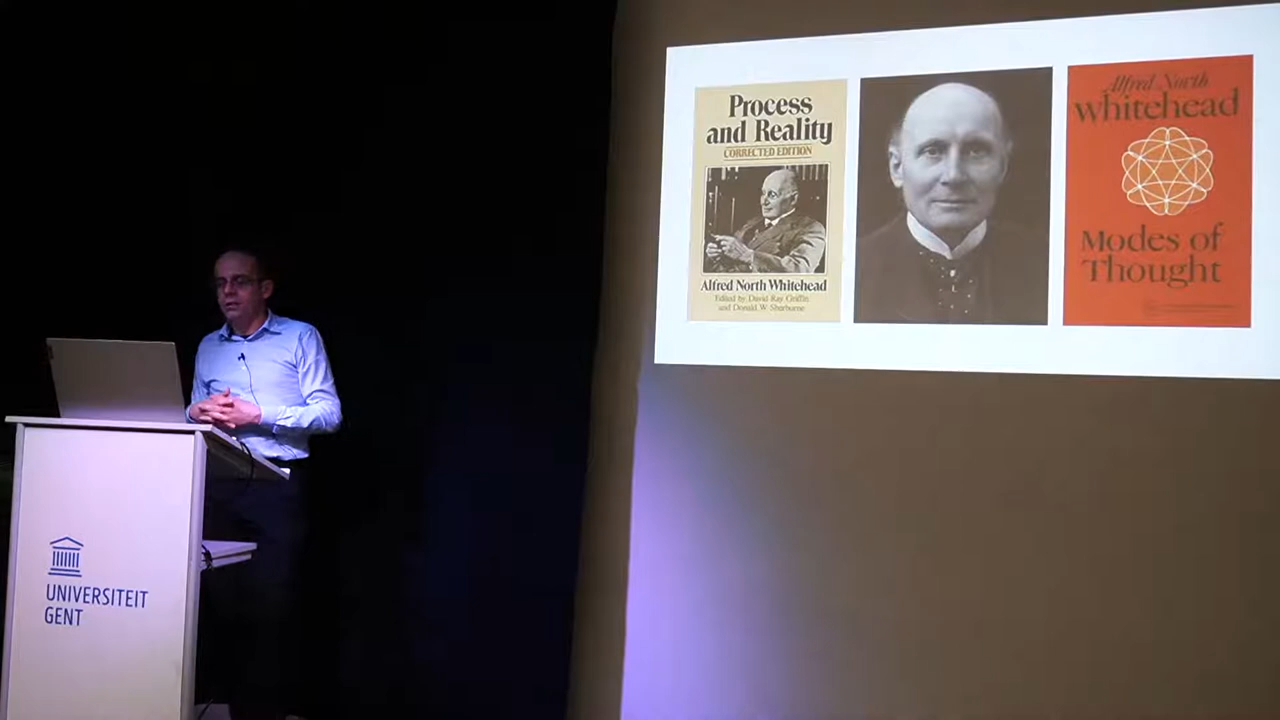 Process
and Reality
CORRECTED EDITION
Alfred North Whitehead
Edited by David Ray Griffin
and Donald W. Sherburne
Alfred North
whitehead
Modes of
Thought
UNIVERSITEIT
GENT